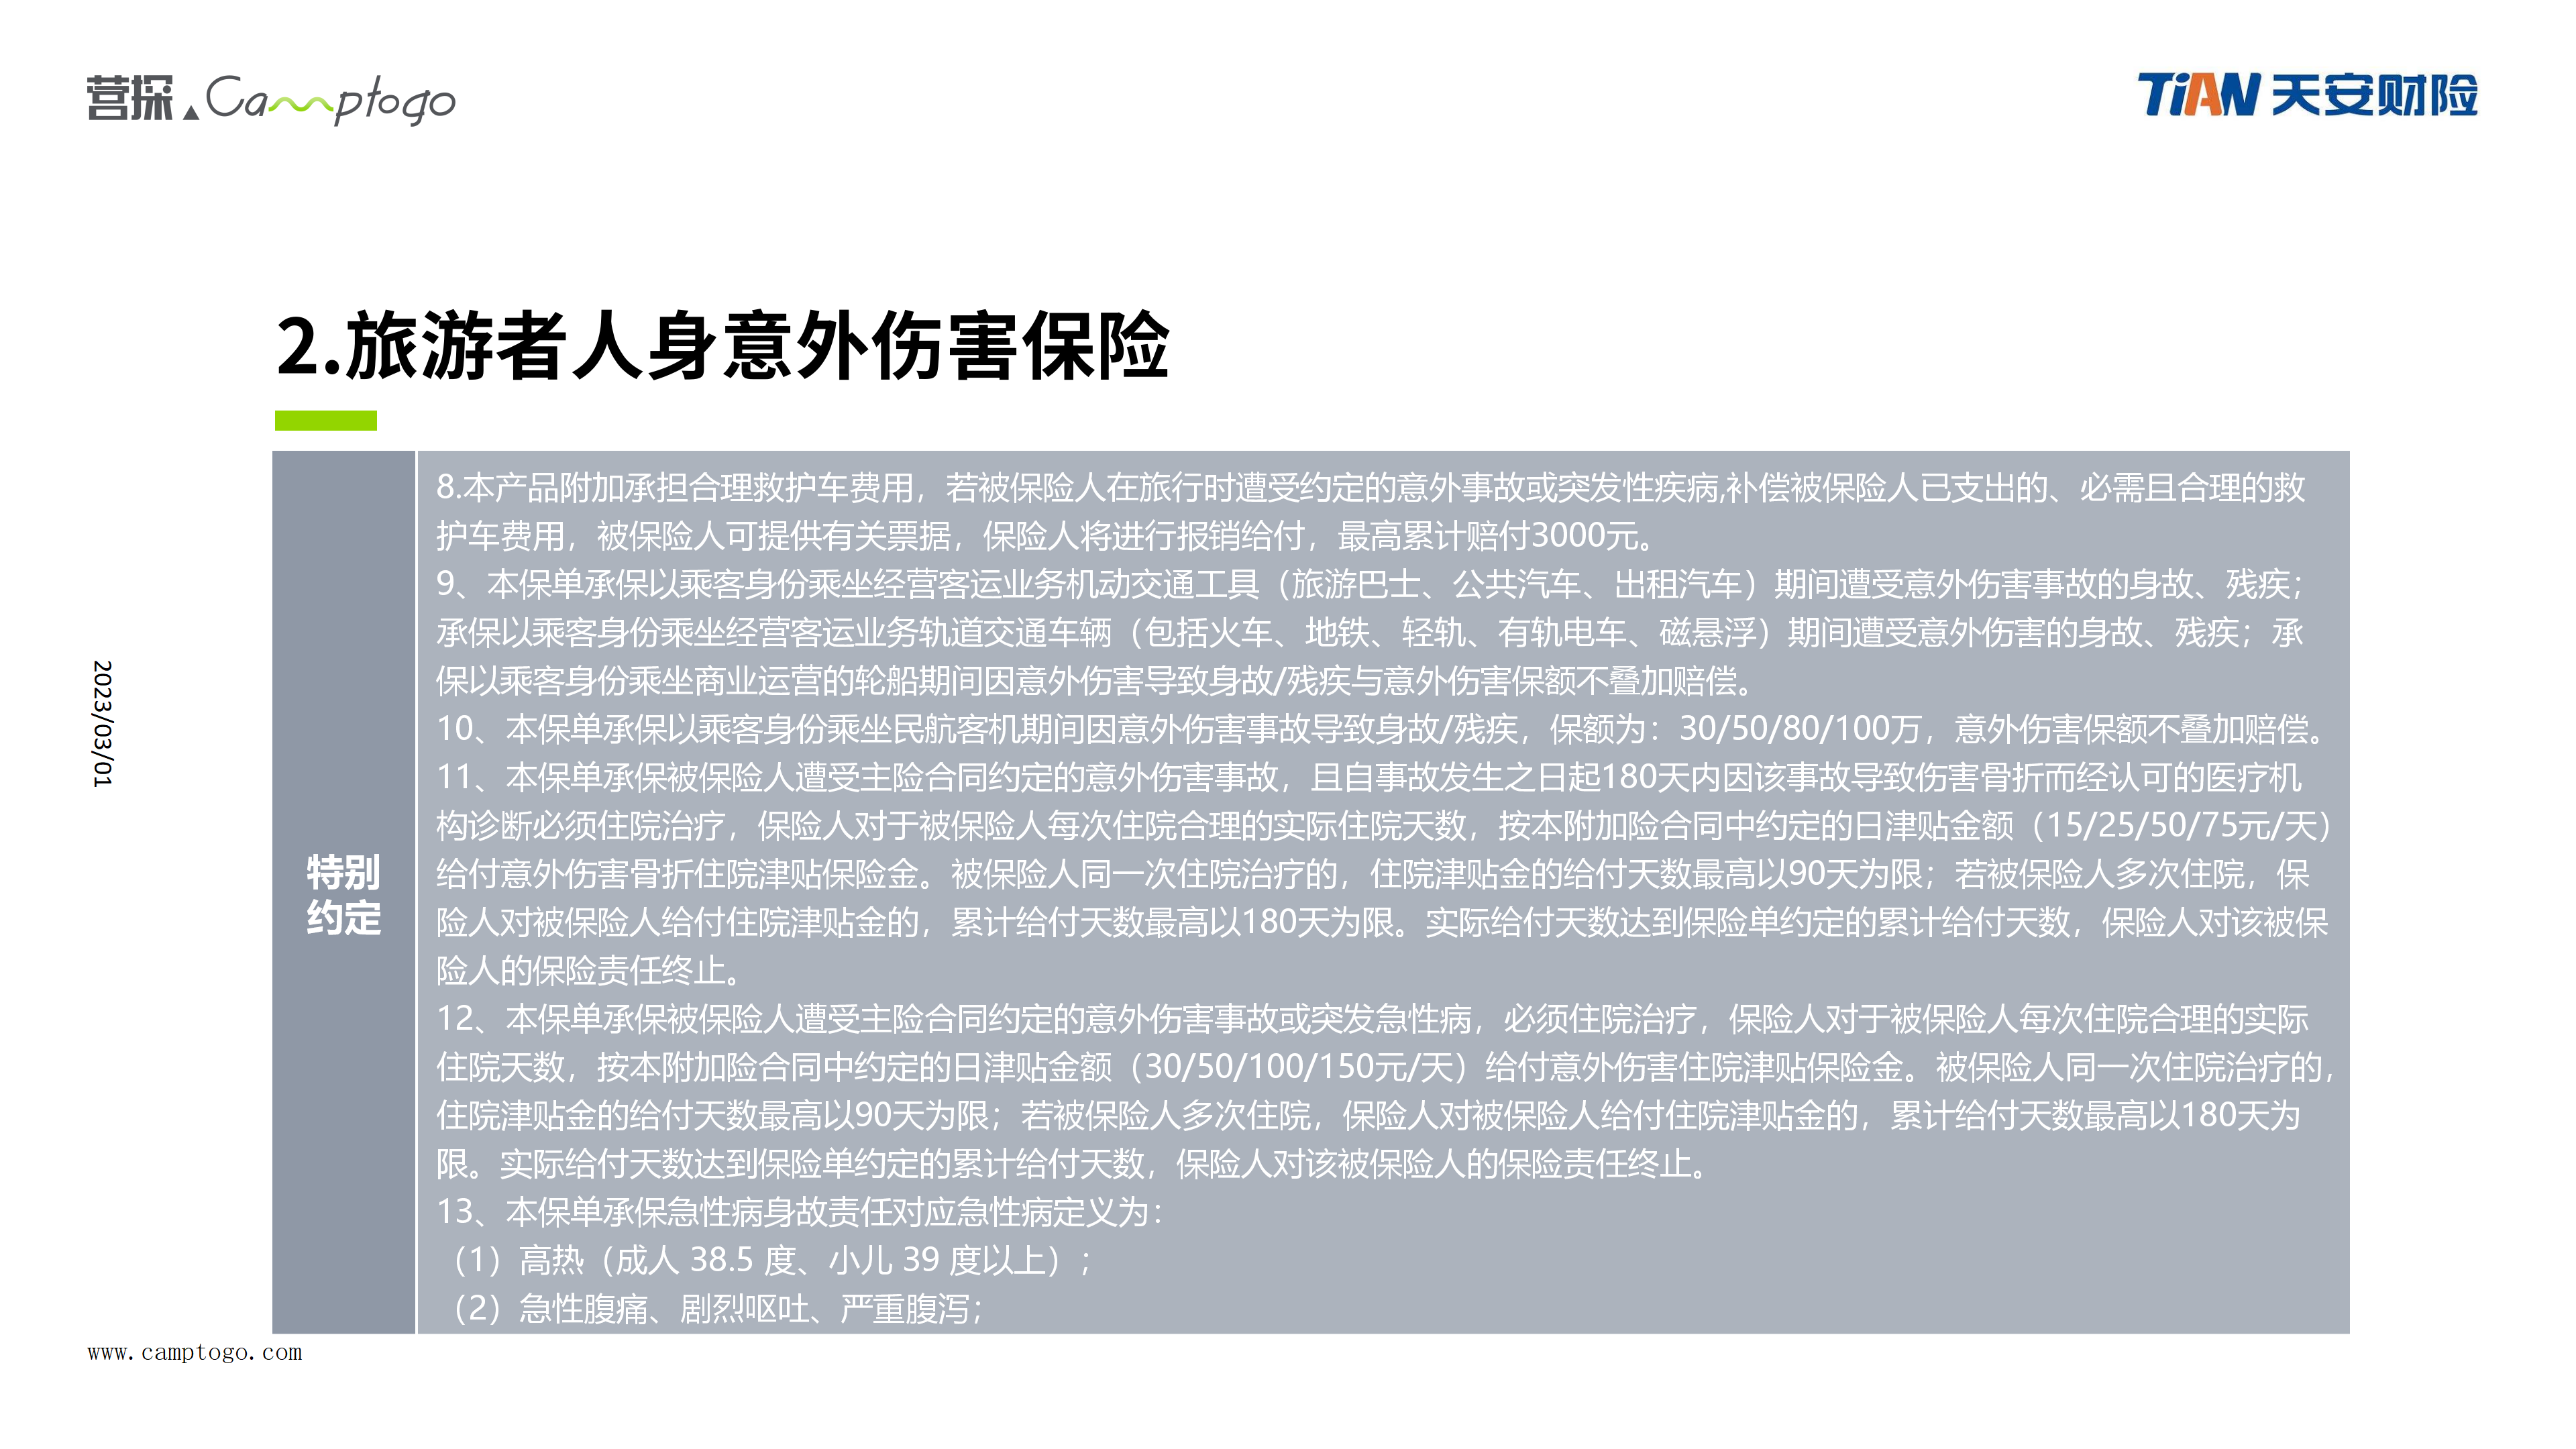 营探 Camptogo
TiAN 天安财险
2.旅游者人身意外伤害保险
特别
约定
8.本产品附加承担合理救护车费用，若被保险人在旅行时遭受约定的意外事故或突发性疾病,补偿被保险人已支出的、必需且合理的救
护车费用，被保险人可提供有关票据，保险人将进行报销给付，最高累计赔付3000元。
9、本保单承保以乘客身份乘坐经营客运业务机动交通工具（旅游巴士、公共汽车、出租汽车）期间遭受意外伤害事故的身故、残疾；
承保以乘客身份乘坐经营客运业务轨道交通车辆（包括火车、地铁、轻轨、有轨电车、磁悬浮）期间遭受意外伤害的身故、残疾；承
保以乘客身份乘坐商业运营的轮船期间因意外伤害导致身故/残疾与意外伤害保额不叠加赔偿。
10、本保单承保以乘客身份乘坐民航客机期间因意外伤害事故导致身故/残疾，保额为：30/50/80/100万，意外伤害保额不叠加赔偿。
11、本保单承保被保险人遭受主险合同约定的意外伤害事故，且自事故发生之日起180天内因该事故导致伤害骨折而经认可的医疗机
构诊断必须住院治疗，保险人对于被保险人每次住院合理的实际住院天数，按本附加险合同中约定的日津贴金额（15/25/50/75元/天）
给付意外伤害骨折住院津贴保险金。被保险人同一次住院治疗的，住院津贴金的给付天数最高以90天为限；若被保险人多次住院，保
险人对被保险人给付住院津贴金的，累计给付天数最高以180天为限。实际给付天数达到保险单约定的累计给付天数，保险人对该被保
险人的保险责任终止。
12、本保单承保被保险人遭受主险合同约定的意外伤害事故或突发急性病，必须住院治疗，保险人对于被保险人每次住院合理的实际
住院天数，按本附加险合同中约定的日津贴金额（30/50/100/150元/天）给付意外伤害住院津贴保险金。被保险人同一次住院治疗的，
住院津贴金的给付天数最高以90天为限；若被保险人多次住院，保险人对被保险人给付住院津贴金的，累计给付天数最高以180天为
限。实际给付天数达到保险单约定的累计给付天数，保险人对该被保险人的保险责任终止。
13、本保单承保急性病身故责任对应急性病定义为：
（1）高热（成人 38.5 度、小儿 39 度以上）；
（2）急性腹痛、剧烈呕吐、严重腹泻；
2023/03/01
www.camptogo.com